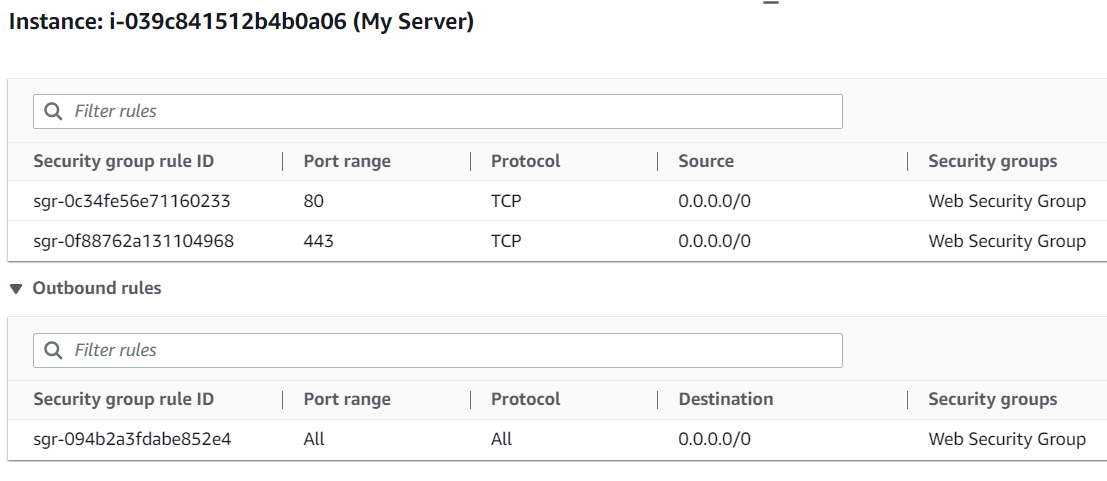 Instance: i-039c841512b4b0a06 (My Server)
Filter rules
Security group rule ID Port range Protocol Source Security groups
sgr-0c34fe56e71160233 80 TCP 0.0.0.0/0 Web Security Group
sgr-0f88762a131104968 443 TCP 0.0.0.0/0 Web Security Group
Outbound rules
Filter rules
Security group rule ID Port range Protocol Destination Security groups
sgr-094b2a3fdabe852e4 All All 0.0.0.0/0 Web Security Group